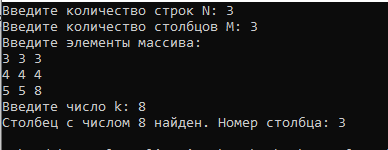 Введите количество строк N: 3
Введите количество столбцов M: 3
Введите элементы массива:
3 3 3
4 4 4
5 5 8
Введите число k: 8
Столбец с числом 8 найден. Номер столбца: 3